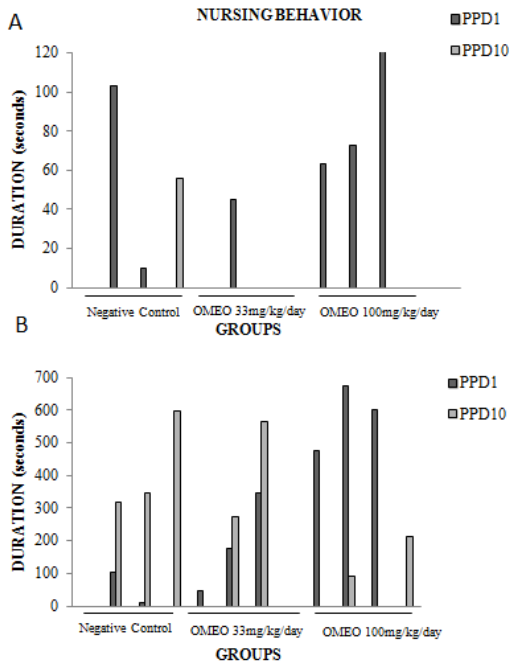 A
NURSING BEHAVIOR
PPD1
PPD10
DURATION (seconds)
120
100
80
60
40
20
0
Negative Control OMEO 33mg/kg/day OMEO 100mg/kg/day
GROUPS
B
PPD1
PPD10
DURATION (seconds)
700
600
500
400
300
200
100
0
Negative Control OMEO 33mg/kg/day OMEO 100mg/kg/day
GROUPS